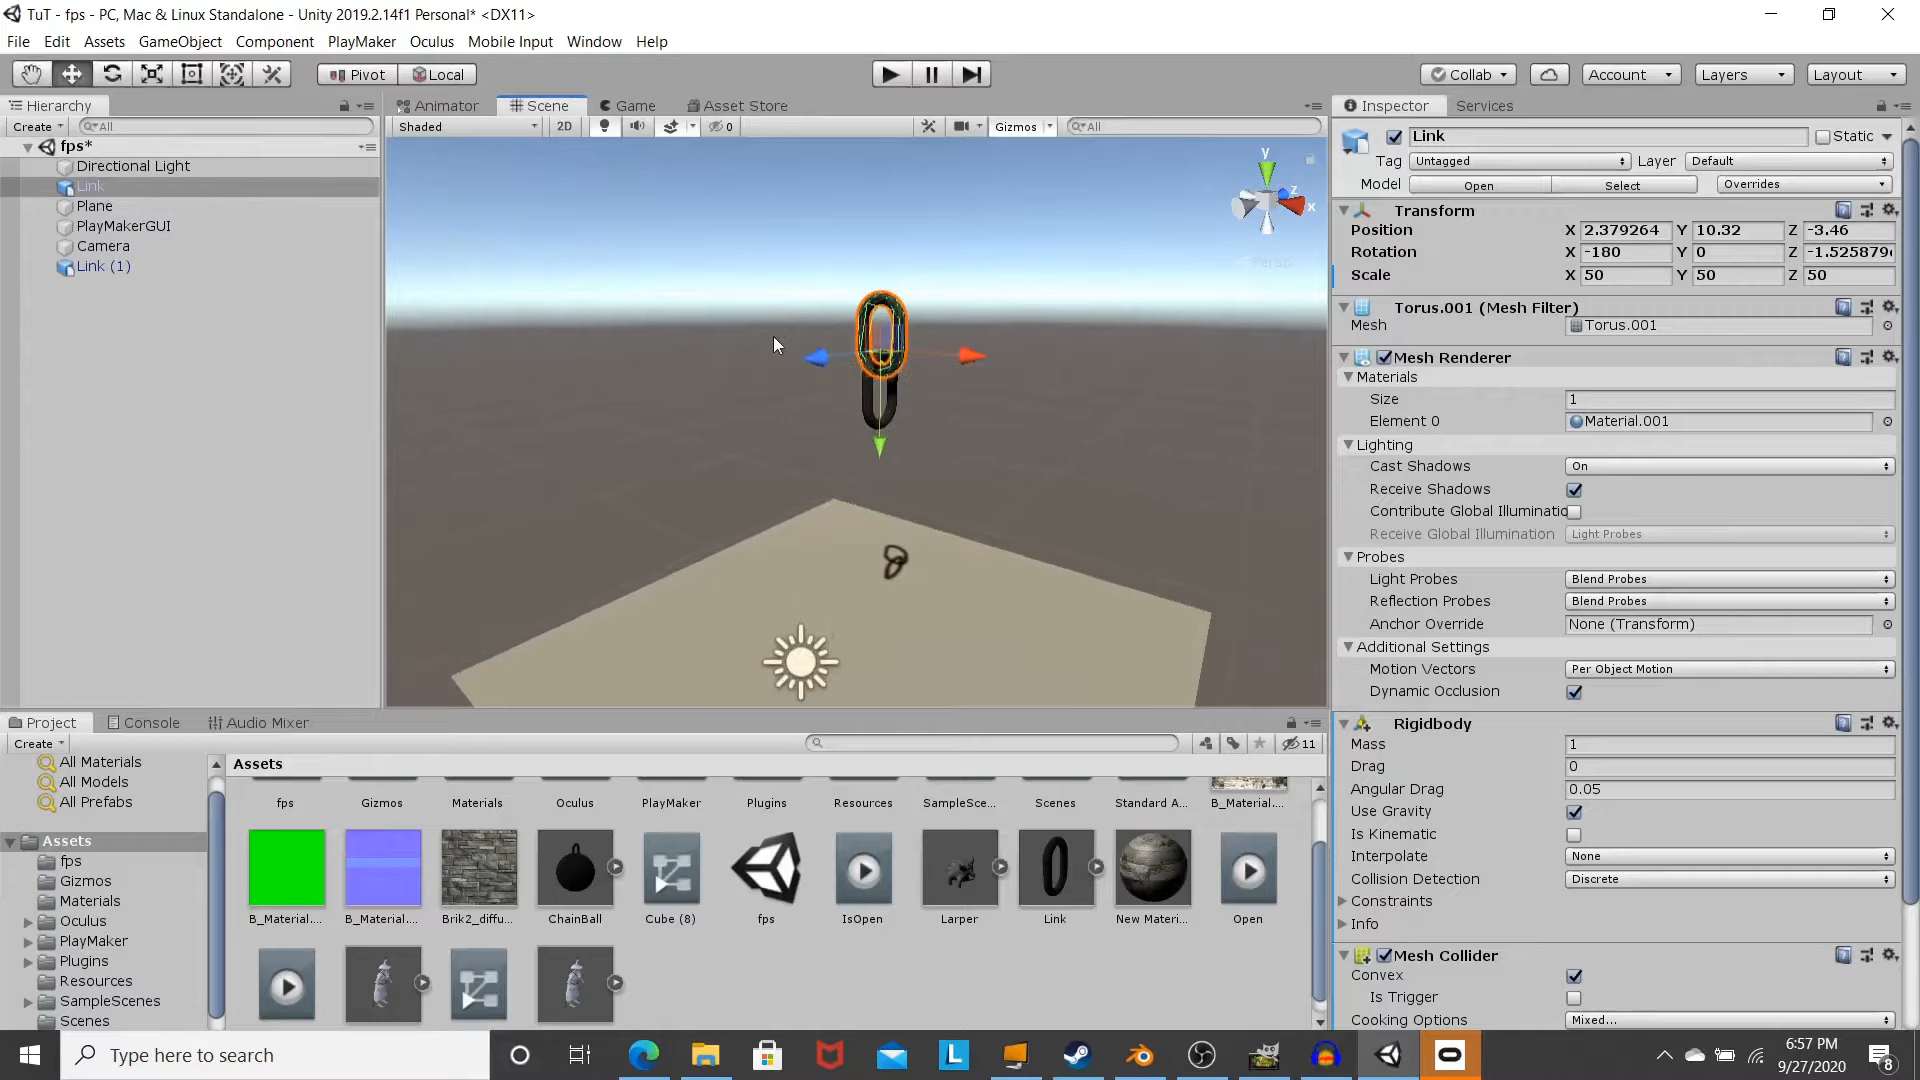 TuT - fps - PC, Mac & Linux Standalone - Unity 2019.2.14f1 Personal* <DX11>
File Edit Assets GameObject Component PlayMaker Oculus Mobile Input Window Help
Pivot Local Collab Account Layers Layout
Hierarchy Animator Scene Game Asset Store Inspector Services
Create All Shaded 2D 0 Gizmos All
fps*
Directional Light
Link
Plane
PlayMakerGUI
Camera
Link (1)
y
z
x
Persp
Link Static
Tag Untagged Layer Default
Model Open Select Overrides
Transform
Position X 2.379264 Y 10.32 Z -3.46
Rotation X -180 Y 0 Z -1.525879
Scale X 50 Y 50 Z 50
Torus.001 (Mesh Filter)
Mesh Torus.001
Mesh Renderer
Materials
Size 1
Element 0 Material.001
Lighting
Cast Shadows On
Receive Shadows
Contribute Global Illuminatio
Receive Global Illumination Light Probes
Probes
Light Probes Blend Probes
Reflection Probes Blend Probes
Anchor Override None (Transform)
Additional Settings
Motion Vectors Per Object Motion
Dynamic Occlusion
Rigidbody
Mass 1
Drag 0
Angular Drag 0.05
Use Gravity
Is Kinematic
Interpolate None
Collision Detection Discrete
Constraints
Info
Mesh Collider
Convex
Is Trigger
Cooking Options Mixed...
Project Console Audio Mixer
Create 11
All Materials
All Models
All Prefabs
Assets
fps
Gizmos
Materials
Oculus
PlayMaker
Plugins
Resources
SampleScenes
Scenes
Assets
fps Gizmos Materials Oculus PlayMaker Plugins Resources SampleSce... Scenes Standard A... B_Material....
B_Material.... B_Material.... Brik2_diffu... ChainBall Cube (8) fps IsOpen Larper Link New Materi... Open
Type here to search
L
6:57 PM
9/27/2020
8